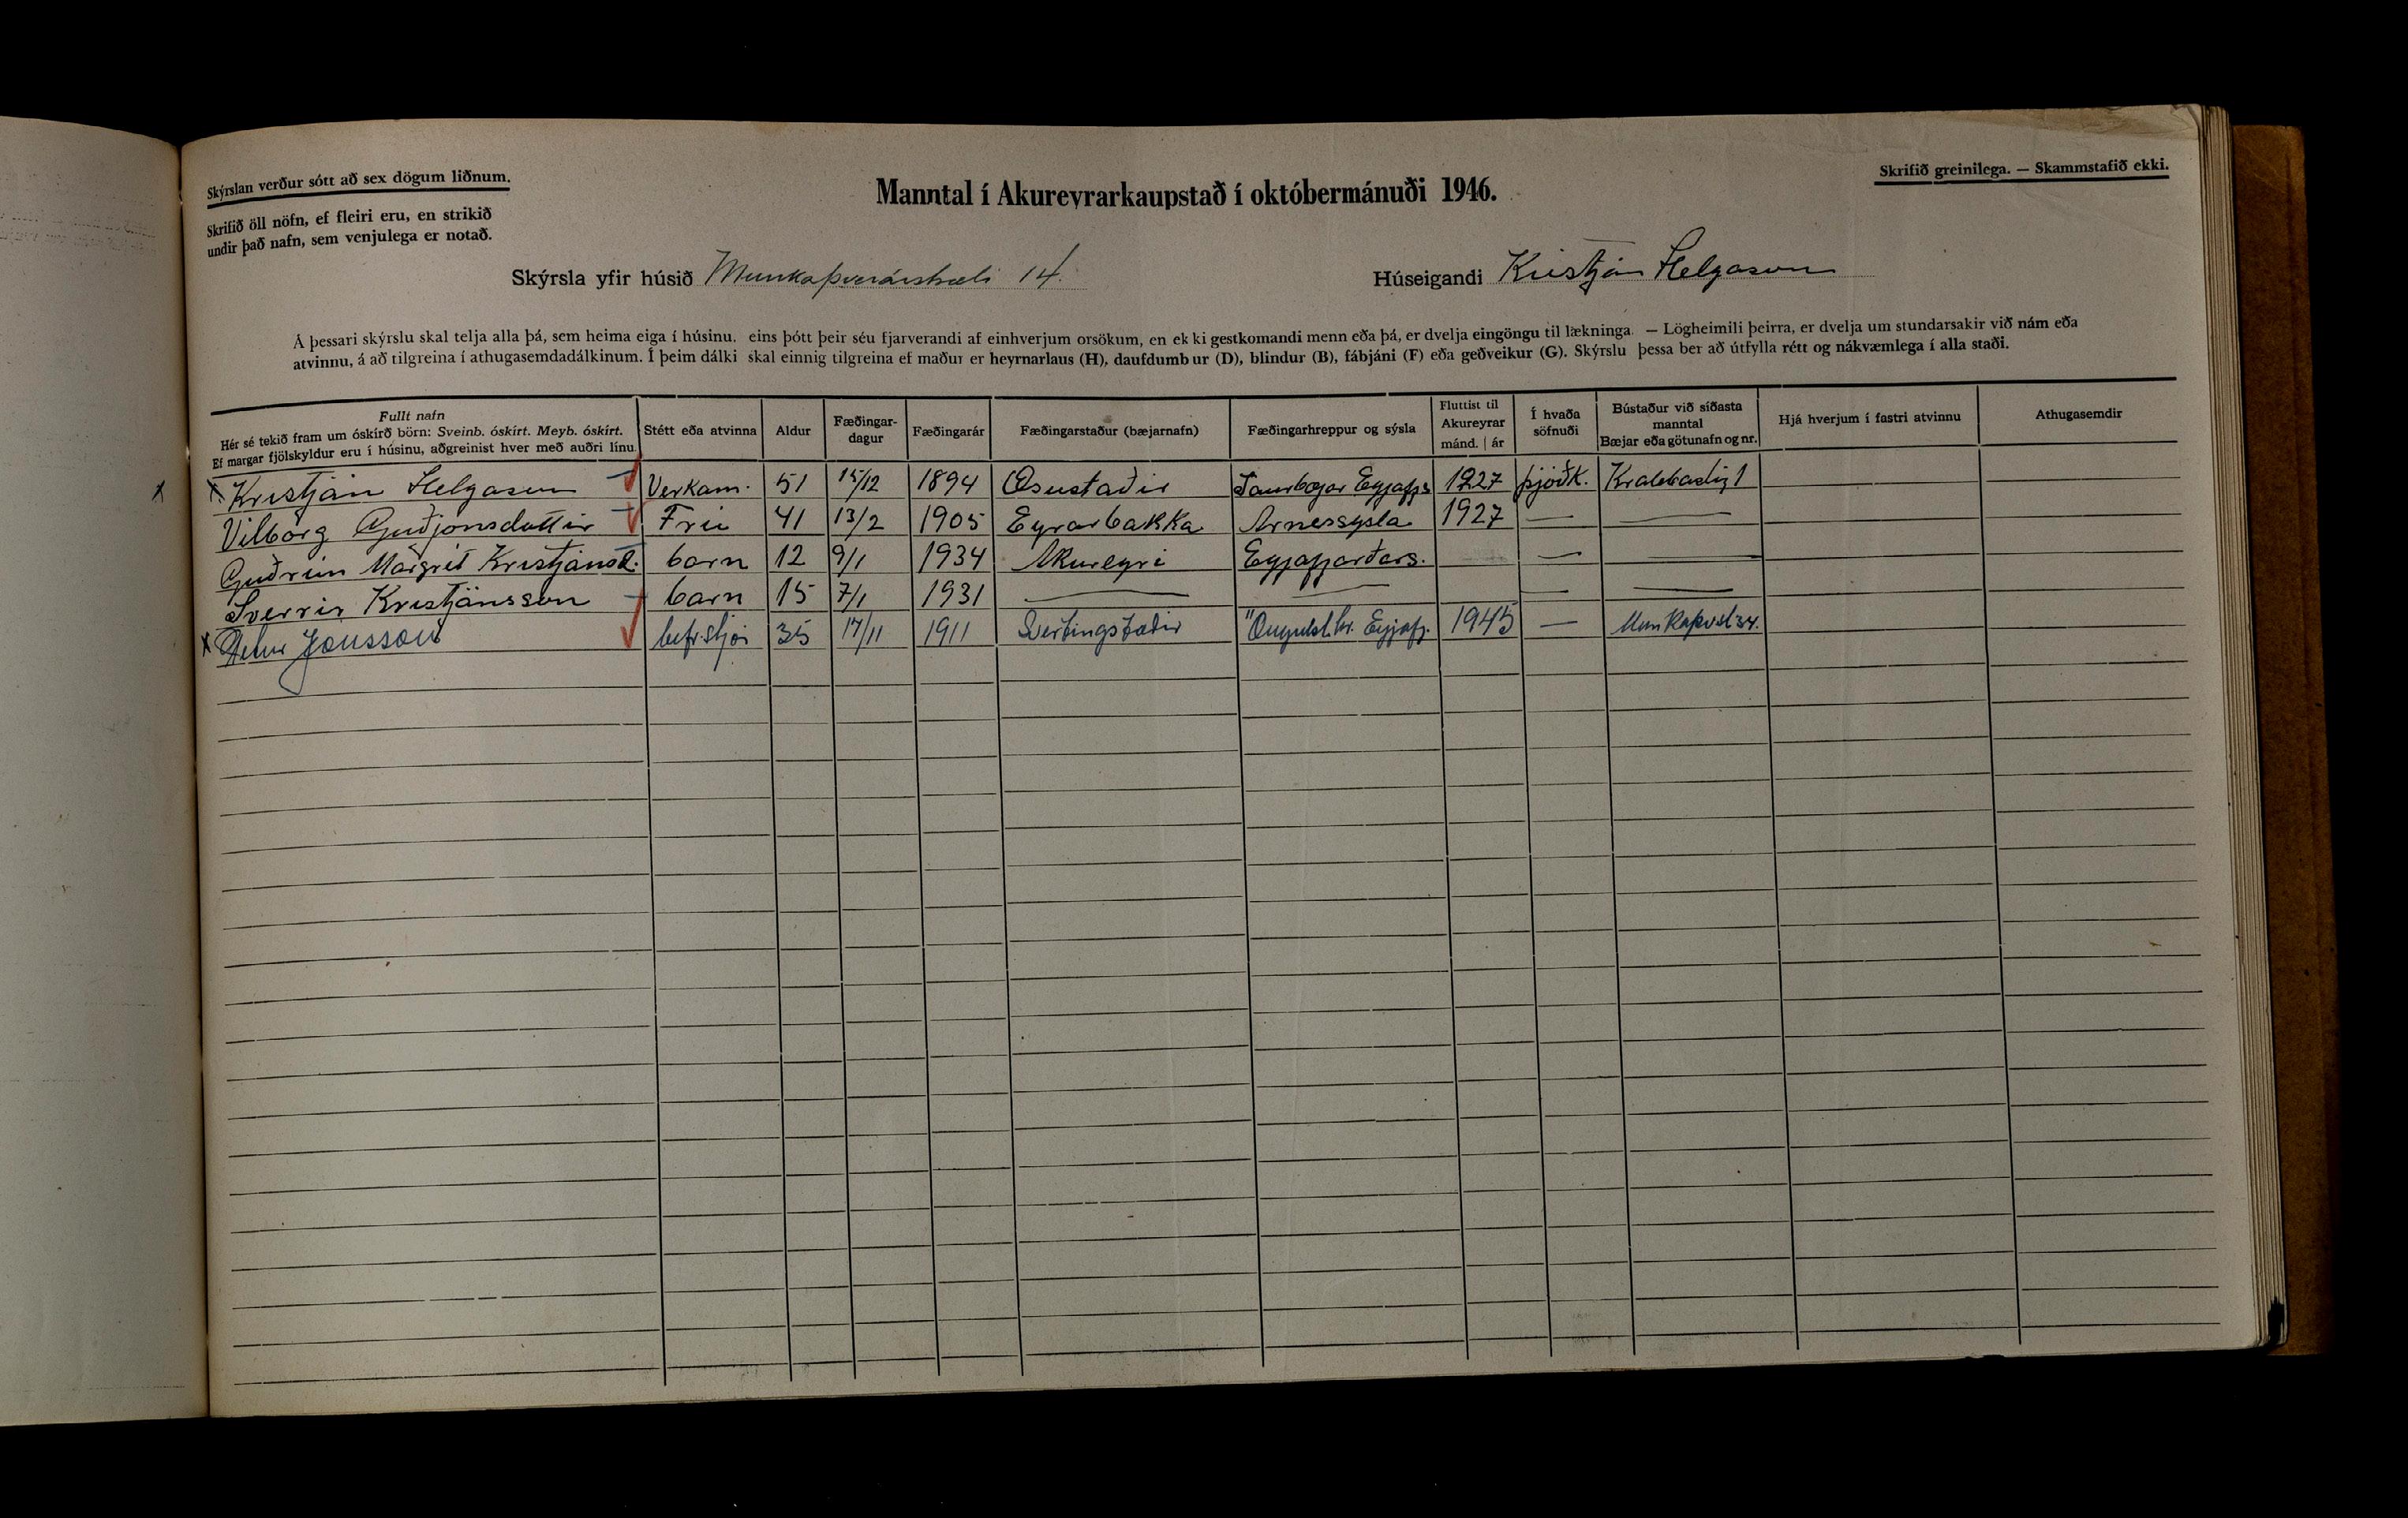 Skýrslan verður sótt að sex dögum liðnum.
Skrifið öll nöfn, ef fleiri eru, en strikið
undir það nafn, sem venjulega er notað.
Manntal í Akureyrarkaupstað í októbermánuði 1946.
Skrifið greinilega. — Skammstafið ekki.
Skýrsla yfir húsið Munkaþverárstræti 14.
Húseigandi Kristján Helgason
Á þessari skýrslu skal telja alla þá, sem heima eiga í húsinu, eins þótt þeir séu fjarverandi af einhverjum orsökum, en ekki gestkomandi menn eða þá, er dvelja eingöngu til lækninga. — Lögheimili þeirra, er dvelja um stundarsakir við nám eða
atvinnu, á að tilgreina í athugasemdadálkinum. Í þeim dálki skal einnig tilgreina ef maður er heyrnarlaus (H), daufdumbur (D), blindur (B), fábjáni (F) eða geðveikur (G). Skýrslu þessa ber að útfylla rétt og nákvæmlega í alla staði.
Fullt nafn
Hér sé tekið fram um óskírð börn: Sveinb. óskírt. Meyb. óskírt.
Ef margar fjölskyldur eru í húsinu, aðgreinist hver með auðri línu.
Stétt eða atvinna
Aldur
Fæðingar-
dagur
Fæðingarár
Fæðingarstaður (bæjarnafn)
Fæðingarhreppur og sýsla
Fluttist til
Akureyrar
mánd. | ár
Í hvaða
söfnuði
Bústaður við síðasta
manntal
Bæjar eða götunafn og nr.
Hjá hverjum í fastri atvinnu
Athugasemdir
x x Kristján Helgason Verkam. 51 15/12 1894 Æsustaðir Saurbæjar Eyjafjs 1927 þjóðk.
Vilborg Guðjónsdóttir Frú 41 13/2 1905 Eyrarbakka Árnessýsla 1927 — —
Guðrún Margrét Kristjánsd. barn 12 9/1 1934 Akureyri Eyjafjarðars. — —
Sverrir Kristjánsson barn 15 7/1 1931 — — — —
x Jónsson 35 17/11 1911 Öngulst.hr. Eyjafj. 1945 —